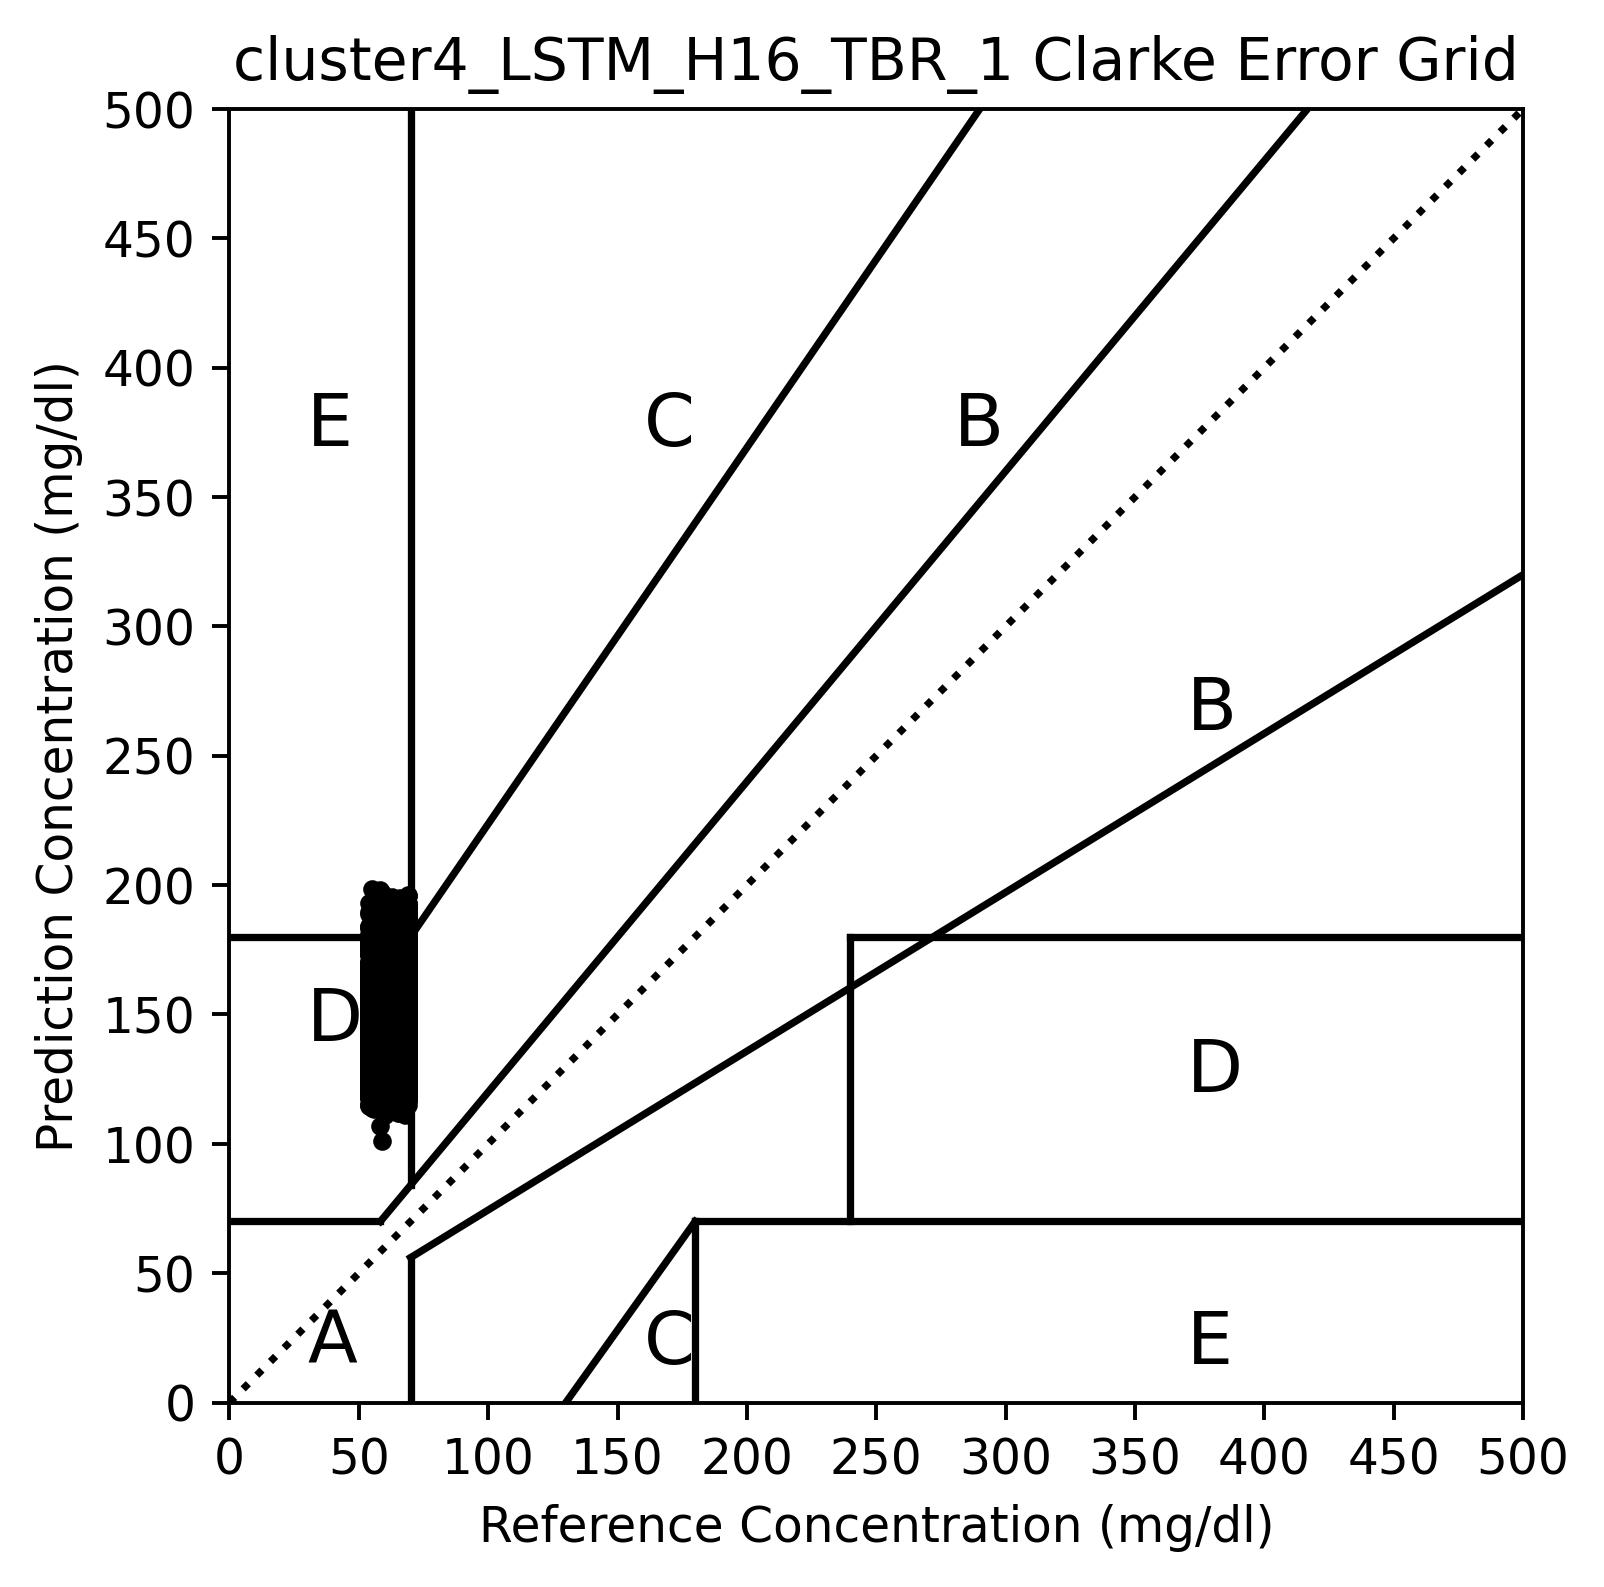 cluster4_LSTM_H16_TBR_1 Clarke Error Grid
500
450
400
350
300
250
200
150
100
50
0
Prediction Concentration (mg/dl)
E
C
B
B
D
D
A
C
E
0 50 100 150 200 250 300 350 400 450 500
Reference Concentration (mg/dl)